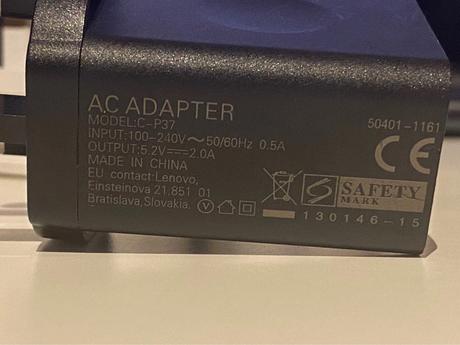 AC ADAPTER
MODEL:C-P37
INPUT:100-240V～50/60Hz 0.5A
OUTPUT:5.2V⎓2.0A
MADE IN CHINA
EU contact:Lenovo,
Einsteinova 21,851 01
Bratislava,Slovakia.
50401-1161
CE
SAFETY
MARK
130146-15